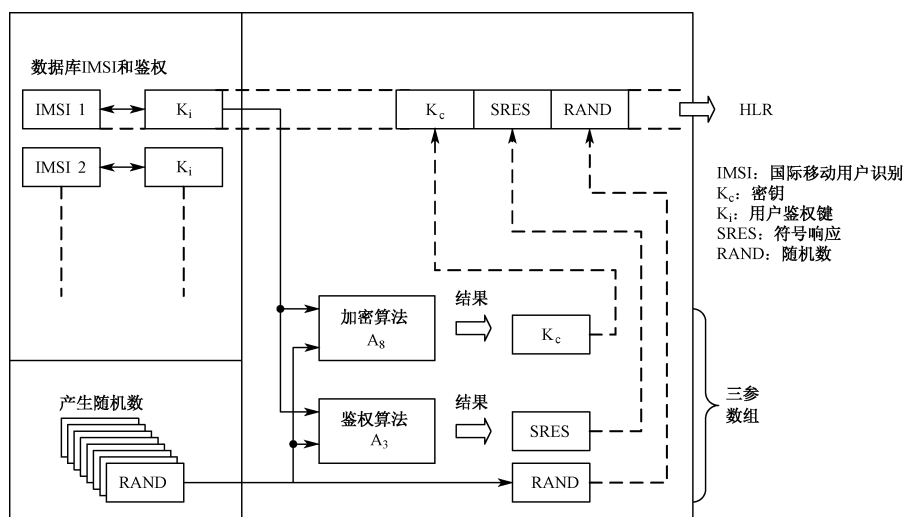 数据库IMSI和鉴权
IMSI 1
Ki
Kc
SRES
RAND
HLR
IMSI 2
Ki
IMSI：国际移动用户识别
Kc：密钥
Ki：用户鉴权键
SRES：符号响应
RAND：随机数
加密算法
A8
结果
Kc
产生随机数
RAND
鉴权算法
A3
结果
SRES
RAND
三参
数组